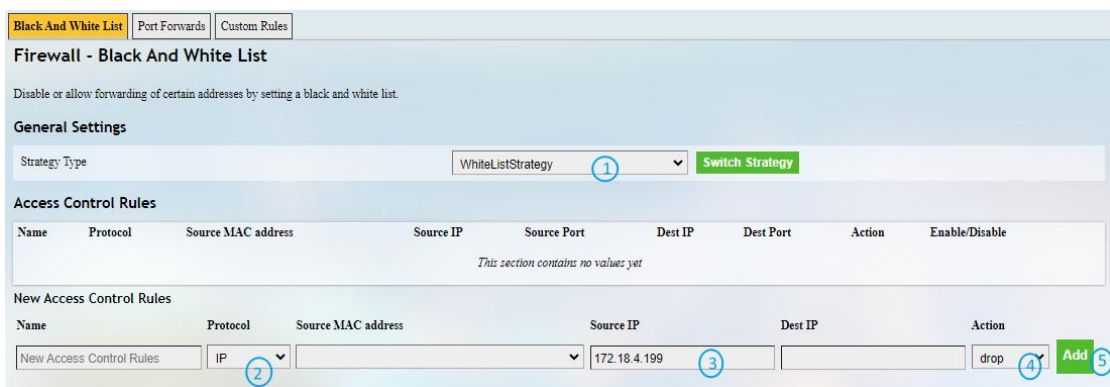 Black And White List Port Forwards Custom Rules
Firewall - Black And White List
Disable or allow forwarding of certain addresses by setting a black and white list.
General Settings
Strategy Type WhiteListStrategy 1 Switch Strategy
Access Control Rules
Name Protocol Source MAC address Source IP Source Port Dest IP Dest Port Action Enable/Disable
This section contains no values yet
New Access Control Rules
Name Protocol Source MAC address Source IP Dest IP Action
New Access Control Rules IP 2 172.18.4.199 3 drop 4 Add 5